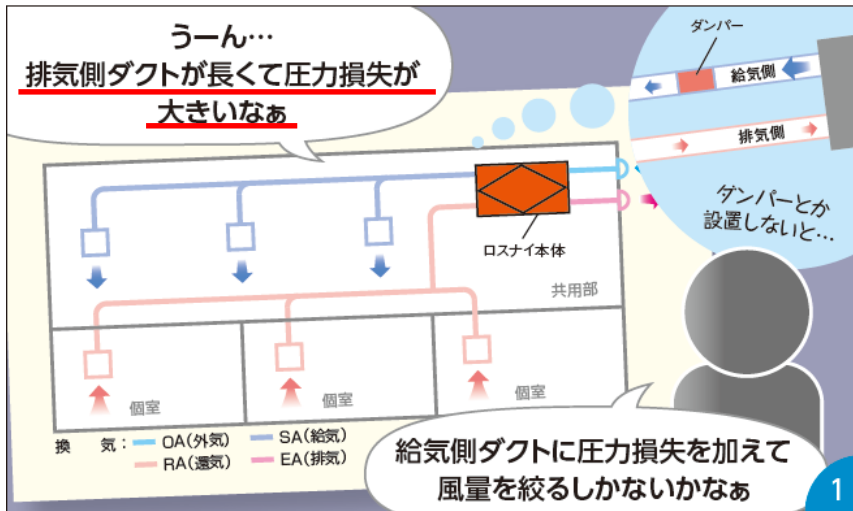 うーん…
排気側ダクトが長くて圧力損失が
大きいなぁ
ダンパー
給気側
排気側
ダンパーとか
設置しないと…
ロスナイ本体
共用部
個室
個室
個室
換　気：
OA(外気)
SA(給気)
RA(還気)
EA(排気)
給気側ダクトに圧力損失を加えて
風量を絞るしかないかなぁ
1